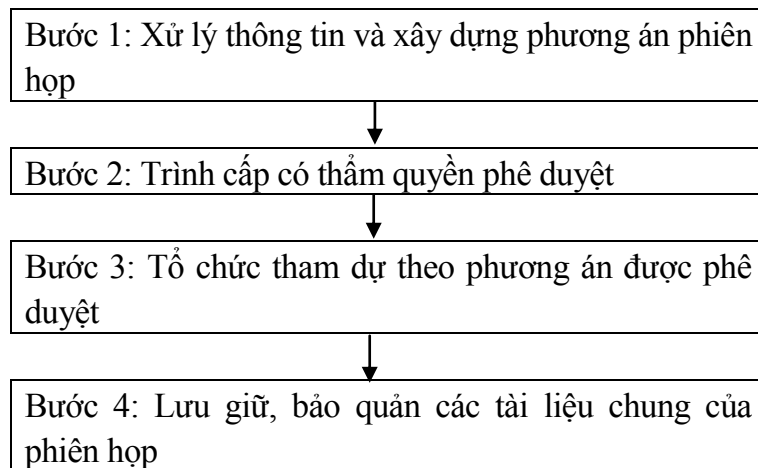 Bước 1: Xử lý thông tin và xây dựng phương án phiên
họp
Bước 2: Trình cấp có thẩm quyền phê duyệt
Bước 3: Tổ chức tham dự theo phương án được phê
duyệt
Bước 4: Lưu giữ, bảo quản các tài liệu chung của
phiên họp